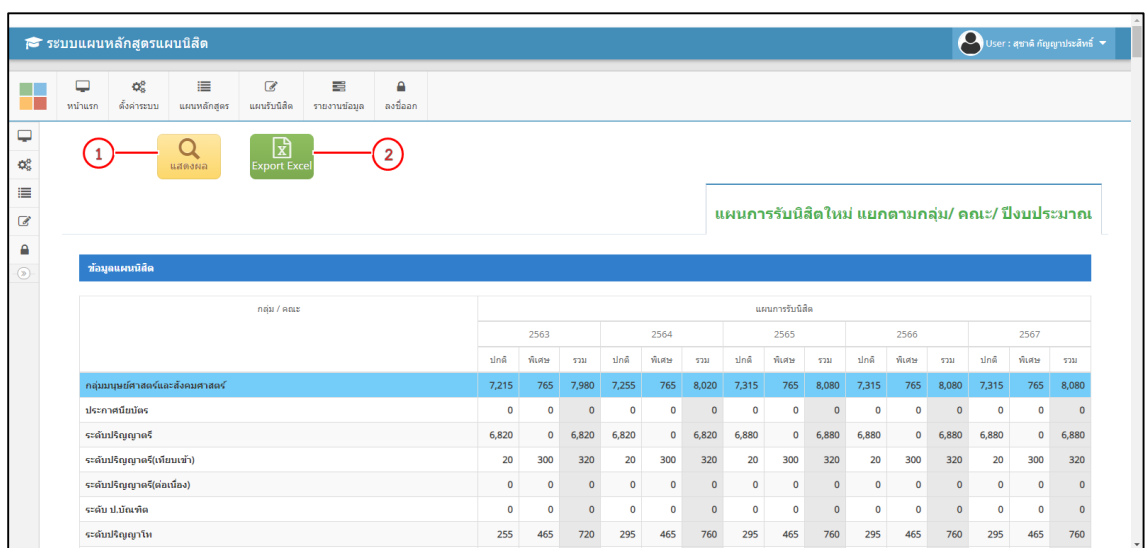 ระบบแผนหลักสูตรแผนนิสิต
User : สุชาติ กัญญาประสิทธิ์
หน้าแรก ตั้งค่าระบบ แผนหลักสูตร แผนรับนิสิต รายงานข้อมูล ลงชื่ออก
1 แสดงผล Export Excel 2
แผนการรับนิสิตใหม่ แยกตามกลุ่ม/ คณะ/ ปีงบประมาณ
ข้อมูลแผนนิสิต
กลุ่ม / คณะ แผนการรับนิสิต
2563 2564 2565 2566 2567
ปกติ พิเศษ รวม ปกติ พิเศษ รวม ปกติ พิเศษ รวม ปกติ พิเศษ รวม ปกติ พิเศษ รวม
กลุ่มมนุษย์ศาสตร์และสังคมศาสตร์ 7,215 765 7,980 7,255 765 8,020 7,315 765 8,080 7,315 765 8,080 7,315 765 8,080
ประกาศนียบัตร 0 0 0 0 0 0 0 0 0 0 0 0 0 0 0
ระดับปริญญาตรี 6,820 0 6,820 6,820 0 6,820 6,880 0 6,880 6,880 0 6,880 6,880 0 6,880
ระดับปริญญาตรี(เทียบเข้า) 20 300 320 20 300 320 20 300 320 20 300 320 20 300 320
ระดับปริญญาตรี(ต่อเนื่อง) 0 0 0 0 0 0 0 0 0 0 0 0 0 0 0
ระดับ ป.บัณฑิต 0 0 0 0 0 0 0 0 0 0 0 0 0 0 0
ระดับปริญญาโท 255 465 720 295 465 760 295 465 760 295 465 760 295 465 760